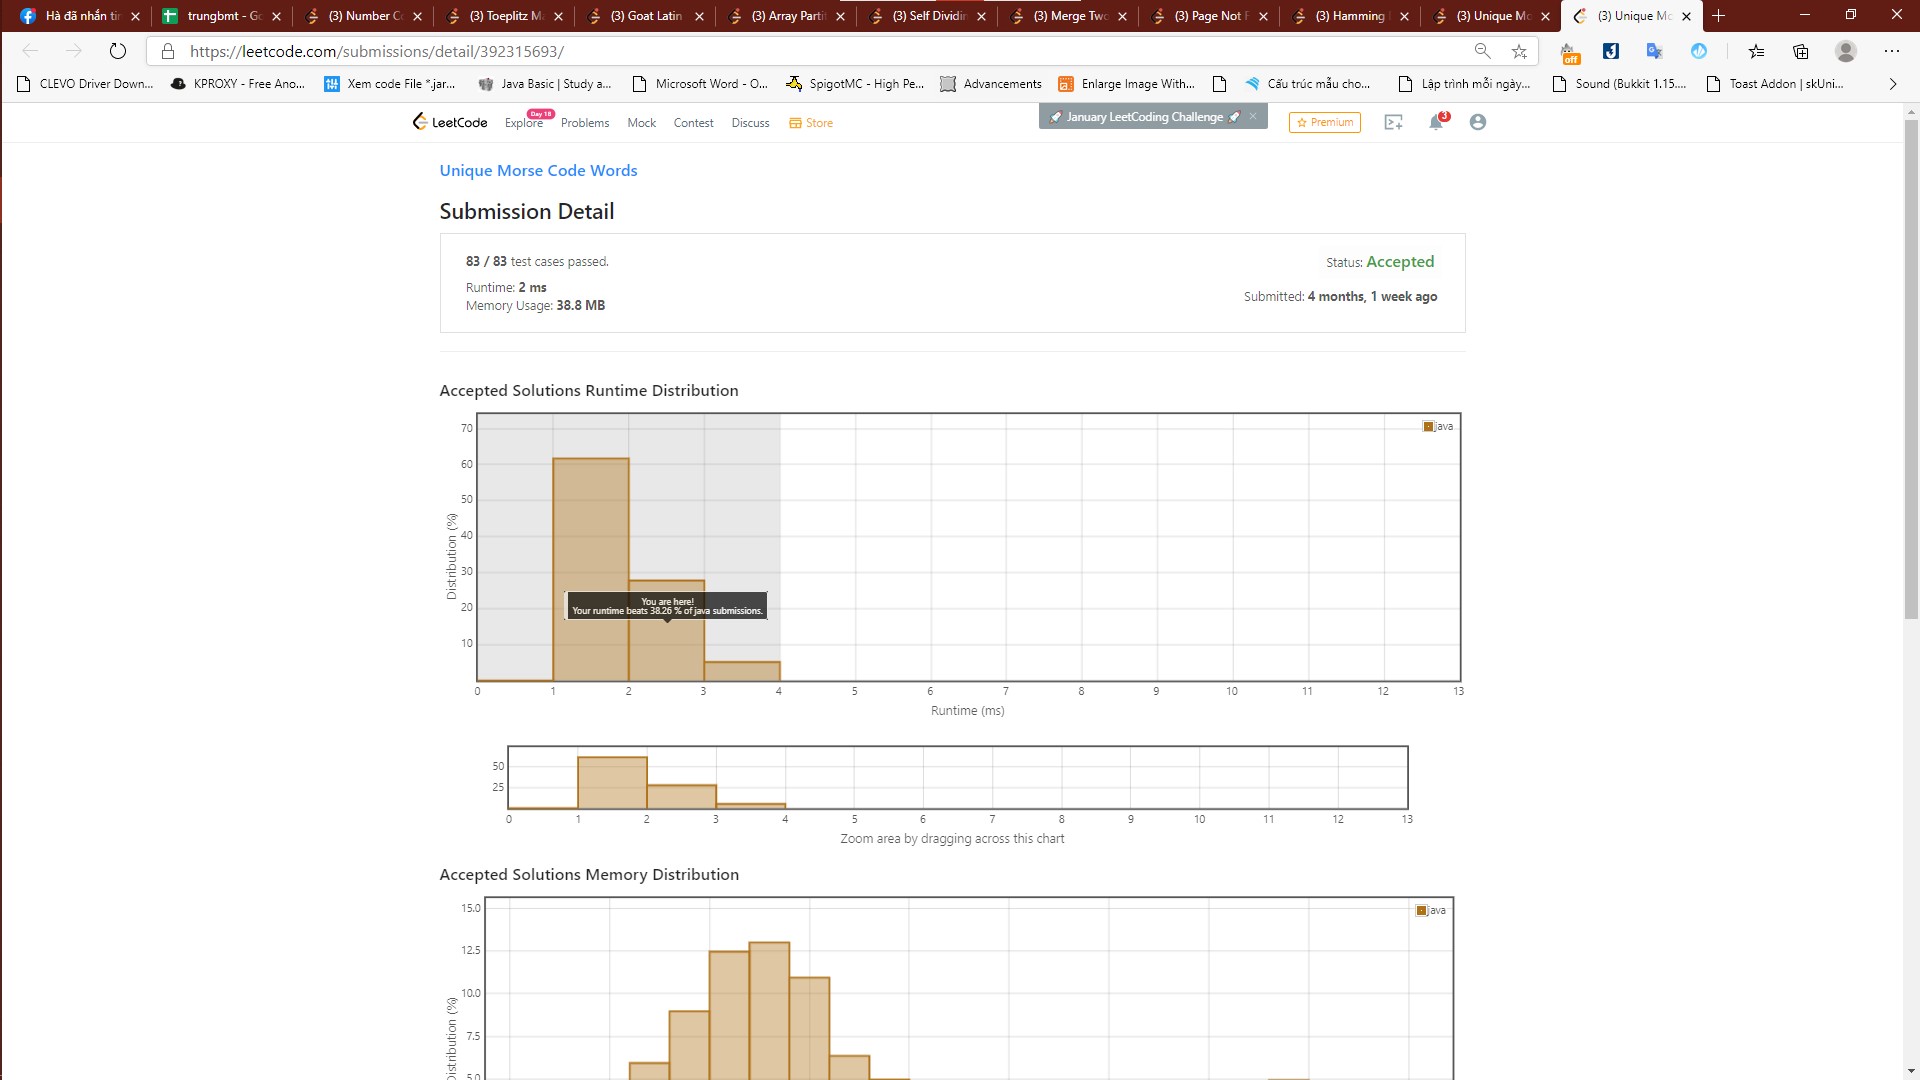 Hà đã nhắn tin
trungbmt - Go
(3) Number Co
(3) Toeplitz Ma
(3) Goat Latin
(3) Array Parti
(3) Self Dividin
(3) Merge Two
(3) Page Not F
(3) Hamming
(3) Unique Mo
(3) Unique Mo
https://leetcode.com/submissions/detail/392315693/
off
CLEVO Driver Down...
KPROXY - Free Ano...
Xem code File *.jar...
Java Basic | Study a...
Microsoft Word - O...
SpigotMC - High Pe...
Advancements
Enlarge Image With...
Cấu trúc mẫu cho...
Lập trình mỗi ngày...
Sound (Bukkit 1.15....
Toast Addon | skUni...
LeetCode
Explore
Day 18
Problems
Mock
Contest
Discuss
Store
January LeetCoding Challenge
Premium
3
Unique Morse Code Words
Submission Detail
83 / 83 test cases passed.
Status: Accepted
Runtime: 2 ms
Memory Usage: 38.8 MB
Submitted: 4 months, 1 week ago
Accepted Solutions Runtime Distribution
70
60
50
40
30
20
10
Distribution (%)
java
You are here!
Your runtime beats 38.26 % of java submissions.
0 1 2 3 4 5 6 7 8 9 10 11 12 13
Runtime (ms)
50
25
0 1 2 3 4 5 6 7 8 9 10 11 12 13
Zoom area by dragging across this chart
Accepted Solutions Memory Distribution
15.0
12.5
10.0
7.5
5.0
Distribution (%)
java